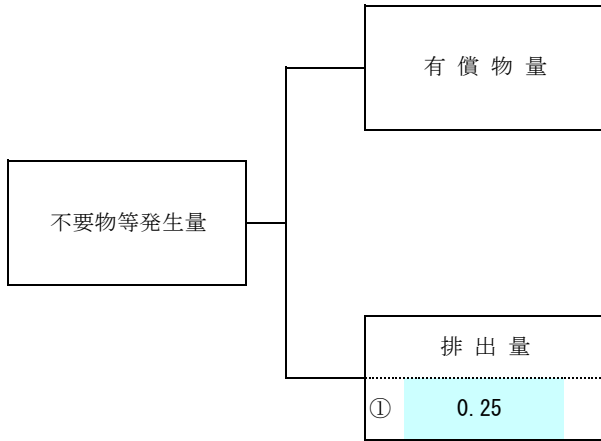 有 償 物 量
不要物等発生量
排 出 量
① 0.25